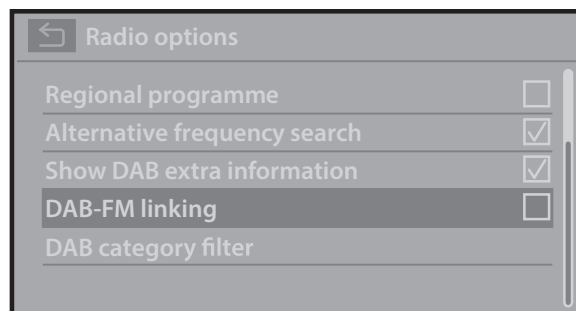 Radio options
Regional programme
Alternative frequency search
Show DAB extra information
DAB-FM linking
DAB category filter